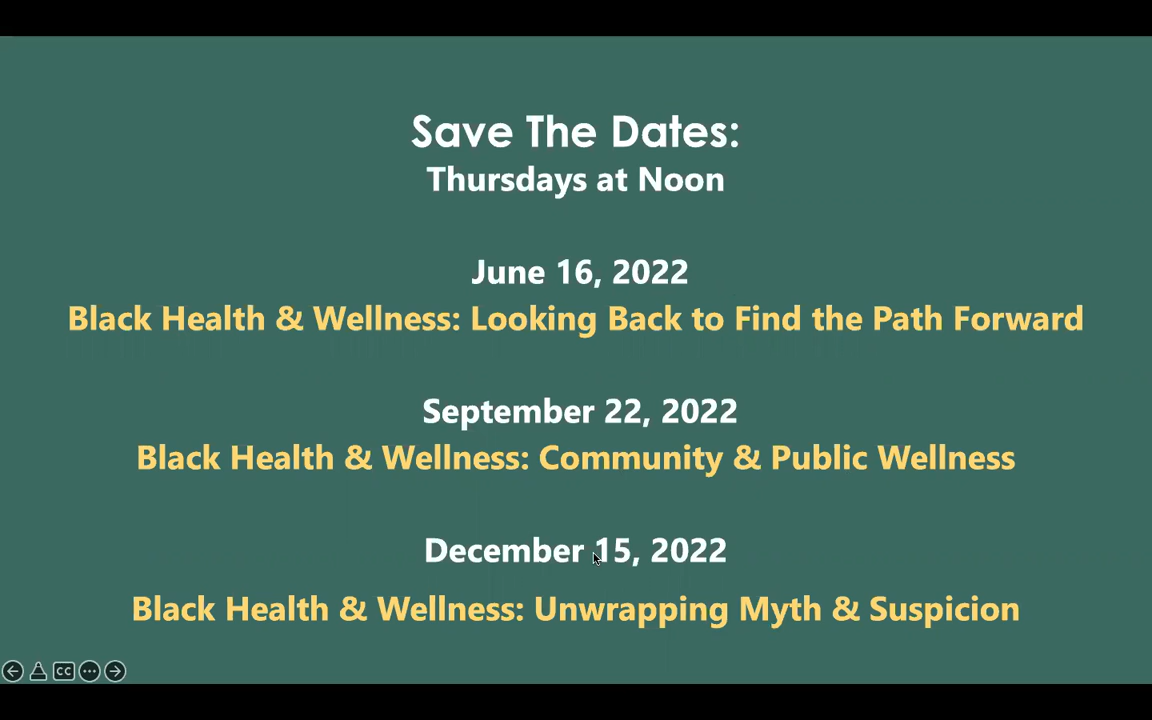 Save The Dates:
Thursdays at Noon
June 16, 2022
Black Health & Wellness: Looking Back to Find the Path Forward
September 22, 2022
Black Health & Wellness: Community & Public Wellness
December 15, 2022
Black Health & Wellness: Unwrapping Myth & Suspicion
CC